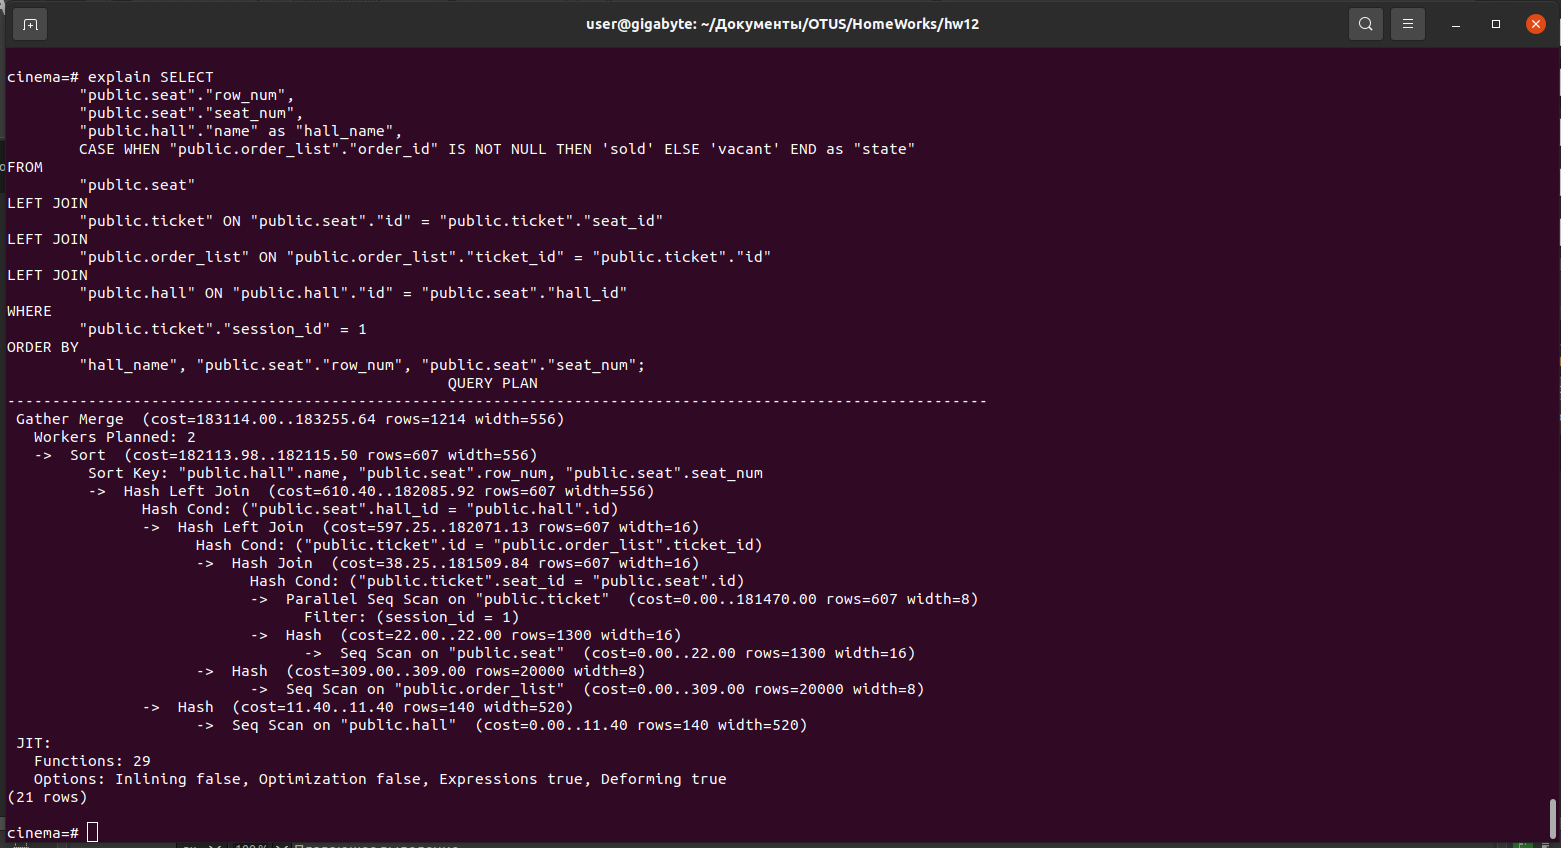 user@gigabyte: ~/Документы/OTUS/HomeWorks/hw12
cinema=# explain SELECT
"public.seat"."row_num",
"public.seat"."seat_num",
"public.hall"."name" as "hall_name",
CASE WHEN "public.order_list"."order_id" IS NOT NULL THEN 'sold' ELSE 'vacant' END as "state"
FROM
"public.seat"
LEFT JOIN
"public.ticket" ON "public.seat"."id" = "public.ticket"."seat_id"
LEFT JOIN
"public.order_list" ON "public.order_list"."ticket_id" = "public.ticket"."id"
LEFT JOIN
"public.hall" ON "public.hall"."id" = "public.seat"."hall_id"
WHERE
"public.ticket"."session_id" = 1
ORDER BY
"hall_name", "public.seat"."row_num", "public.seat"."seat_num";
QUERY PLAN
-------------------------------------------------------------------------------------------------------------
Gather Merge  (cost=183114.00..183255.64 rows=1214 width=556)
Workers Planned: 2
->  Sort  (cost=182113.98..182115.50 rows=607 width=556)
Sort Key: "public.hall".name, "public.seat".row_num, "public.seat".seat_num
->  Hash Left Join  (cost=610.40..182085.92 rows=607 width=556)
Hash Cond: ("public.seat".hall_id = "public.hall".id)
->  Hash Left Join  (cost=597.25..182071.13 rows=607 width=16)
Hash Cond: ("public.ticket".id = "public.order_list".ticket_id)
->  Hash Join  (cost=38.25..181509.84 rows=607 width=16)
Hash Cond: ("public.ticket".seat_id = "public.seat".id)
->  Parallel Seq Scan on "public.ticket"  (cost=0.00..181470.00 rows=607 width=8)
Filter: (session_id = 1)
->  Hash  (cost=22.00..22.00 rows=1300 width=16)
->  Seq Scan on "public.seat"  (cost=0.00..22.00 rows=1300 width=16)
->  Hash  (cost=309.00..309.00 rows=20000 width=8)
->  Seq Scan on "public.order_list"  (cost=0.00..309.00 rows=20000 width=8)
->  Hash  (cost=11.40..11.40 rows=140 width=520)
->  Seq Scan on "public.hall"  (cost=0.00..11.40 rows=140 width=520)
JIT:
Functions: 29
Options: Inlining false, Optimization false, Expressions true, Deforming true
(21 rows)
cinema=#